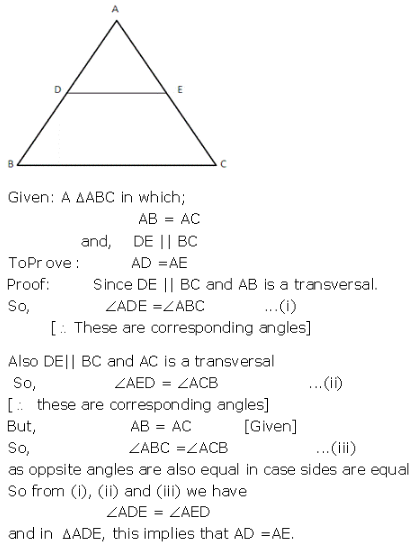 A
D E
B C
Given: A ΔABC in which;
AB = AC
and, DE || BC
ToProve : AD =AE
Proof: Since DE || BC and AB is a transversal.
So, ∠ADE =∠ABC ...(i)
[∴ These are corresponding angles]
Also DE|| BC and AC is a transversal
So, ∠AED = ∠ACB ...(ii)
[∴ these are corresponding angles]
But, AB = AC [Given]
So, ∠ABC =∠ACB ...(iii)
as oppsite angles are also equal in case sides are equal
So from (i), (ii) and (iii) we have
∠ADE = ∠AED
and in ΔADE, this implies that AD =AE.